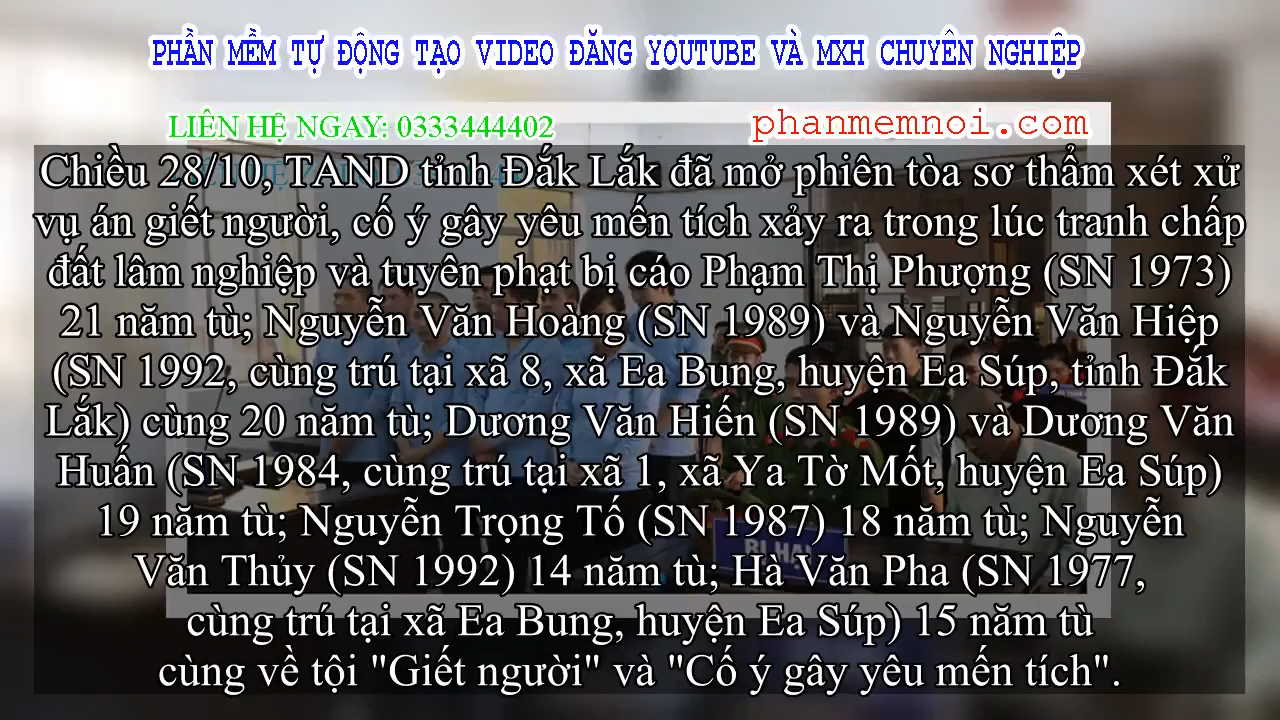 PHẦN MỀM TỰ ĐỘNG TẠO VIDEO ĐĂNG YOUTUBE VÀ MXH CHUYÊN NGHIỆP
LIÊN HỆ NGAY: 0333444402
phanmemnoi.com
Chiều 28/10, TAND tỉnh Đắk Lắk đã mở phiên tòa sơ thẩm xét xử
vụ án giết người, cố ý gây yêu mến tích xảy ra trong lúc tranh chấp
đất lâm nghiệp và tuyên phạt bị cáo Phạm Thị Phượng (SN 1973)
21 năm tù; Nguyễn Văn Hoàng (SN 1989) và Nguyễn Văn Hiệp
(SN 1992, cùng trú tại xã 8, xã Ea Bung, huyện Ea Súp, tỉnh Đắk
Lắk) cùng 20 năm tù; Dương Văn Hiến (SN 1989) và Dương Văn
Huấn (SN 1984, cùng trú tại xã 1, xã Ya Tờ Mốt, huyện Ea Súp)
19 năm tù; Nguyễn Trọng Tố (SN 1987) 18 năm tù; Nguyễn
Văn Thủy (SN 1992) 14 năm tù; Hà Văn Pha (SN 1977,
BỊ HẠI
cùng trú tại xã Ea Bung, huyện Ea Súp) 15 năm tù
cùng về tội "Giết người" và "Cố ý gây yêu mến tích".